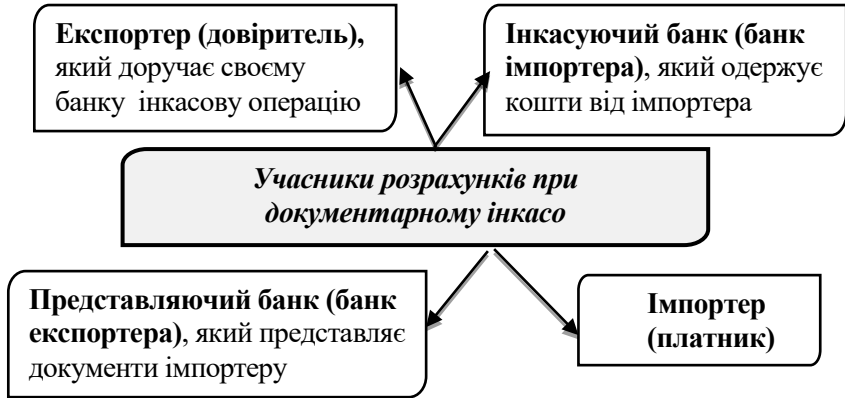 Експортер (довіритель),
який доручає своєму
банку інкасову операцію
Інкасуючий банк (банк
імпортера), який одержує
кошти від імпортера
Учасники розрахунків при
документарному інкасо
Представляючий банк (банк
експортера), який представляє
документи імпортеру
Імпортер
(платник)